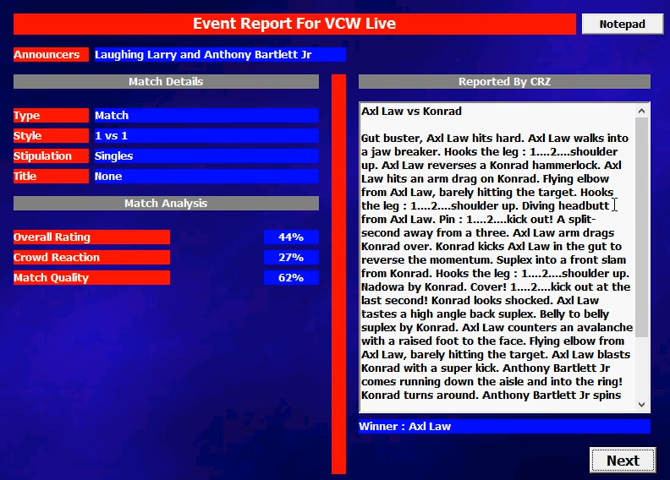 Event Report For VCW Live
Notepad
Announcers
Laughing Larry and Anthony Bartlett Jr
Match Details
Type
Match
Style
1 vs 1
Stipulation
Singles
Title
None
Match Analysis
Overall Rating
44%
Crowd Reaction
27%
Match Quality
62%
Reported By CRZ
Axl Law vs Konrad
Gut buster, Axl Law hits hard. Axl Law walks into
a jaw breaker. Hooks the leg : 1....2....shoulder
up. Axl Law reverses a Konrad hammerlock. Axl
Law hits an arm drag on Konrad. Flying elbow
from Axl Law, barely hitting the target. Hooks
the leg : 1....2....shoulder up. Diving headbutt
from Axl Law. Pin : 1....2....kick out! A split-
second away from a three. Axl Law arm drags
Konrad over. Konrad kicks Axl Law in the gut to
reverse the momentum. Suplex into a front slam
from Konrad. Hooks the leg : 1....2....shoulder up.
Nadowa by Konrad. Cover! 1....2....kick out at the
last second! Konrad looks shocked. Axl Law
tastes a high angle back suplex. Belly to belly
suplex by Konrad. Axl Law counters an avalanche
with a raised foot to the face. Flying elbow from
Axl Law, barely hitting the target. Axl Law blasts
Konrad with a super kick. Anthony Bartlett Jr
comes running down the aisle and into the ring!
Konrad turns around. Anthony Bartlett Jr spins
Winner : Axl Law
Next